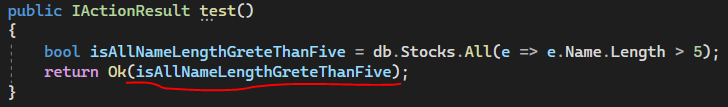 public IActionResult test()
{
bool isAllNameLengthGreteThanFive = db.Stocks.All(e => e.Name.Length > 5);
return Ok(isAllNameLengthGreteThanFive);
}